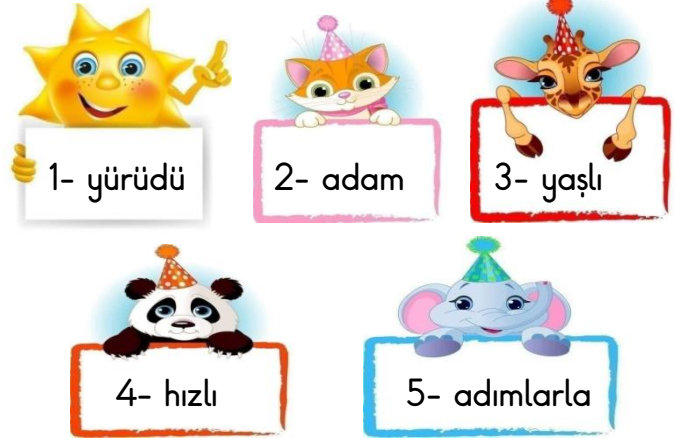 1- yürüdü
2- adam
3- yaşlı
4- hızlı
5- adımlarla